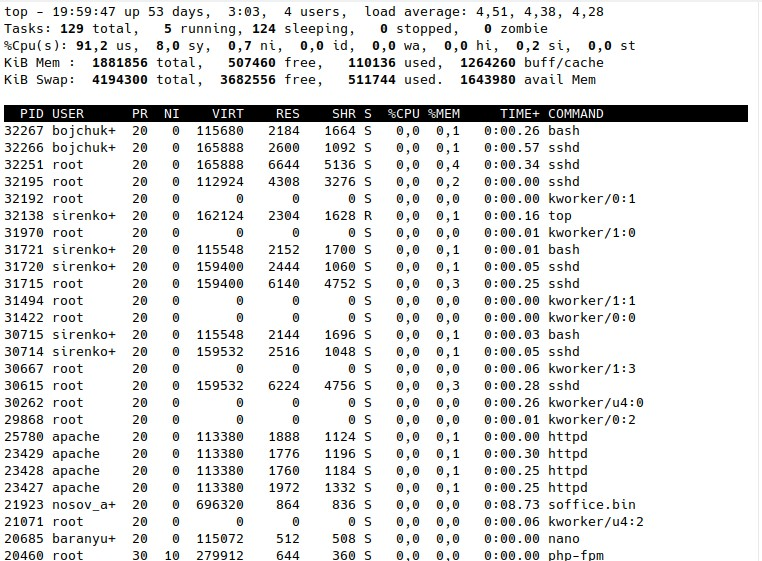 top - 19:59:47 up 53 days,  3:03,  4 users,  load average: 4,51, 4,38, 4,28
Tasks: 129 total,   5 running, 124 sleeping,   0 stopped,   0 zombie
%Cpu(s): 91,2 us,  8,0 sy,  0,7 ni,  0,0 id,  0,0 wa,  0,0 hi,  0,2 si,  0,0 st
KiB Mem :  1881856 total,   507460 free,   110136 used,  1264260 buff/cache
KiB Swap:  4194300 total,  3682556 free,   511744 used.  1643980 avail Mem
PID USER      PR  NI    VIRT    RES    SHR S  %CPU %MEM     TIME+ COMMAND
32267 bojchuk+  20   0  115680   2184   1664 S   0,0  0,1   0:00.26 bash
32266 bojchuk+  20   0  165888   2600   1092 S   0,0  0,1   0:00.57 sshd
32251 root      20   0  165888   6644   5136 S   0,0  0,4   0:00.34 sshd
32195 root      20   0  112924   4308   3276 S   0,0  0,2   0:00.00 sshd
32192 root      20   0       0      0      0 S   0,0  0,0   0:00.00 kworker/0:1
32138 sirenko+  20   0  162124   2304   1628 R   0,0  0,1   0:00.16 top
31970 root      20   0       0      0      0 S   0,0  0,0   0:00.01 kworker/1:0
31721 sirenko+  20   0  115548   2152   1700 S   0,0  0,1   0:00.01 bash
31720 sirenko+  20   0  159400   2444   1060 S   0,0  0,1   0:00.05 sshd
31715 root      20   0  159400   6140   4752 S   0,0  0,3   0:00.25 sshd
31494 root      20   0       0      0      0 S   0,0  0,0   0:00.00 kworker/1:1
31422 root      20   0       0      0      0 S   0,0  0,0   0:00.00 kworker/0:0
30715 sirenko+  20   0  115548   2144   1696 S   0,0  0,1   0:00.03 bash
30714 sirenko+  20   0  159532   2516   1048 S   0,0  0,1   0:00.05 sshd
30667 root      20   0       0      0      0 S   0,0  0,0   0:00.06 kworker/1:3
30615 root      20   0  159532   6224   4756 S   0,0  0,3   0:00.28 sshd
30262 root      20   0       0      0      0 S   0,0  0,0   0:00.26 kworker/u4:0
29868 root      20   0       0      0      0 S   0,0  0,0   0:00.01 kworker/0:2
25780 apache    20   0  113380   1888   1124 S   0,0  0,1   0:00.00 httpd
23429 apache    20   0  113380   1776   1196 S   0,0  0,1   0:00.30 httpd
23428 apache    20   0  113380   1760   1184 S   0,0  0,1   0:00.25 httpd
23427 apache    20   0  113380   1972   1332 S   0,0  0,1   0:00.25 httpd
21923 nosov_a+  20   0  696320    864    836 S   0,0  0,0   0:08.73 soffice.bin
21071 root      20   0       0      0      0 S   0,0  0,0   0:00.06 kworker/u4:2
20685 baranyu+  20   0  115072    512    508 S   0,0  0,0   0:00.00 nano
20460 root      30  10  279912    644    360 S   0,0  0,0   0:00.00 php-fpm